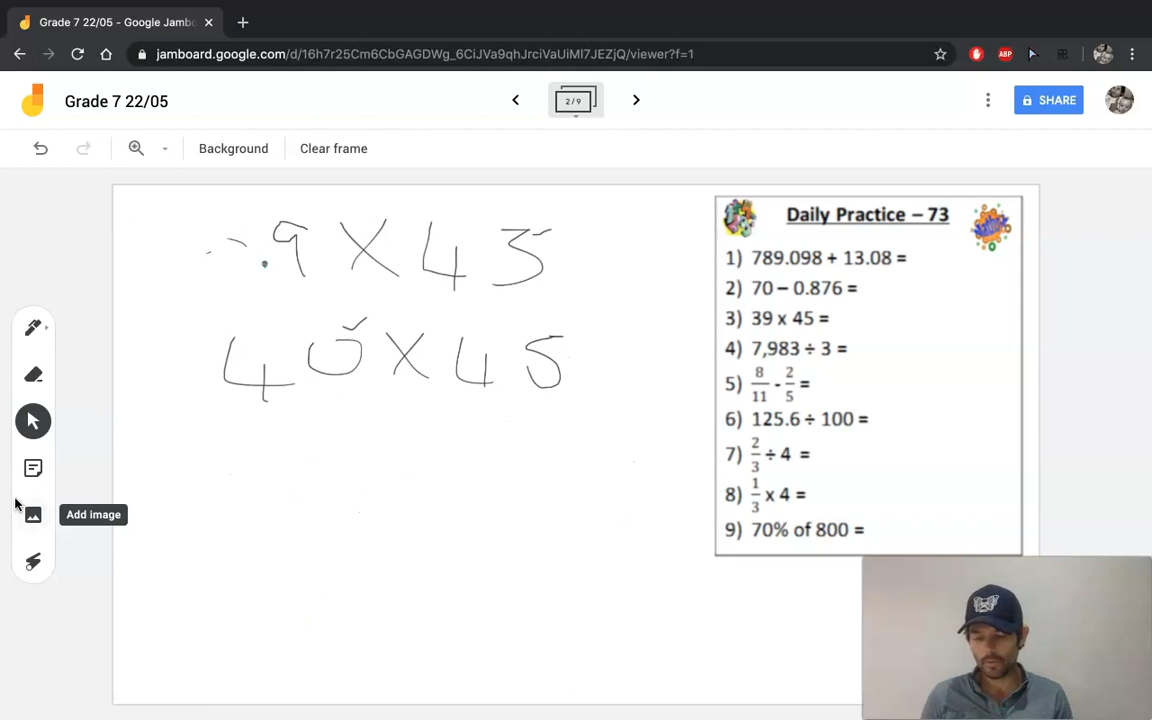 Grade 7 22/05 - Google Jambo
jamboard.google.com/d/16h7r25Cm6CbGAGDWg_6CiJVa9qhJrciVaUiMl7JEZjQ/viewer?f=1
ABP
Grade 7 22/05
2/9
SHARE
Background
Clear frame
9 X 45
40 X 45
Add image
Daily Practice – 73
1) 789.098 + 13.08 =
2) 70 – 0.876 =
3) 39 x 45 =
4) 7,983 ÷ 3 =
5) 8/11 - 2/5 =
6) 125.6 ÷ 100 =
7) 2/3 ÷ 4 =
8) 1/3 x 4 =
9) 70% of 800 =